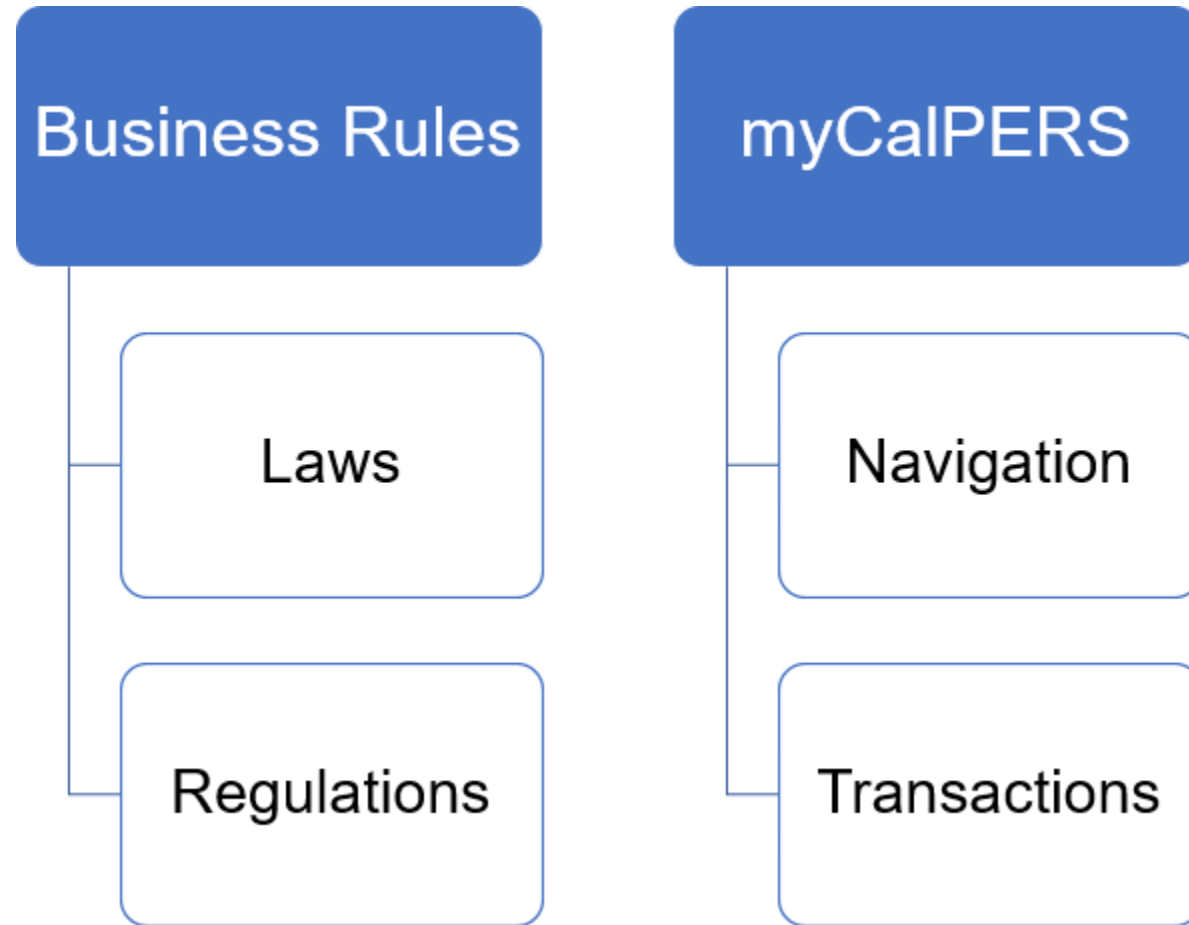 Business Rules
Laws
Regulations
myCalPERS
Navigation
Transactions